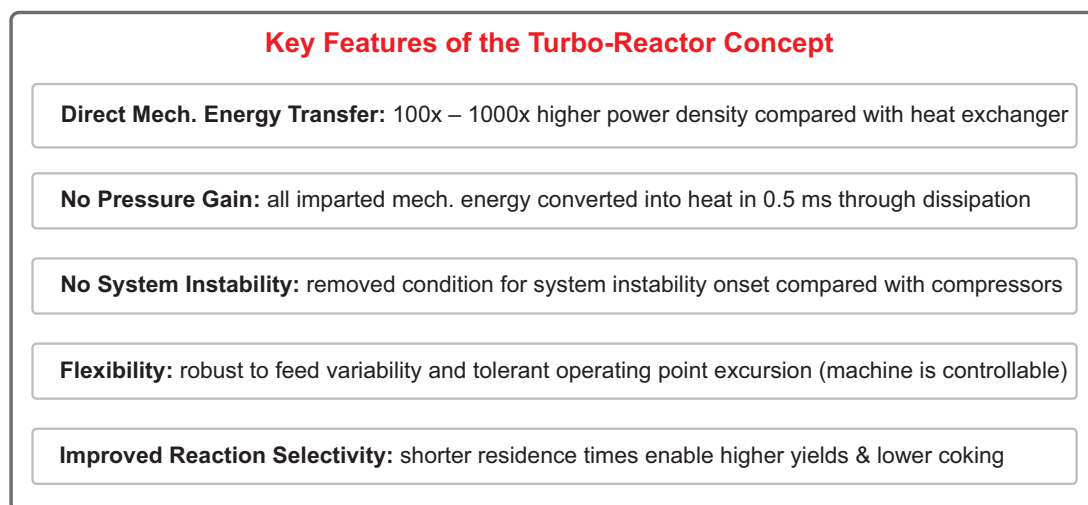 Key Features of the Turbo-Reactor Concept
Direct Mech. Energy Transfer: 100x – 1000x higher power density compared with heat exchanger
No Pressure Gain: all imparted mech. energy converted into heat in 0.5 ms through dissipation
No System Instability: removed condition for system instability onset compared with compressors
Flexibility: robust to feed variability and tolerant operating point excursion (machine is controllable)
Improved Reaction Selectivity: shorter residence times enable higher yields & lower coking